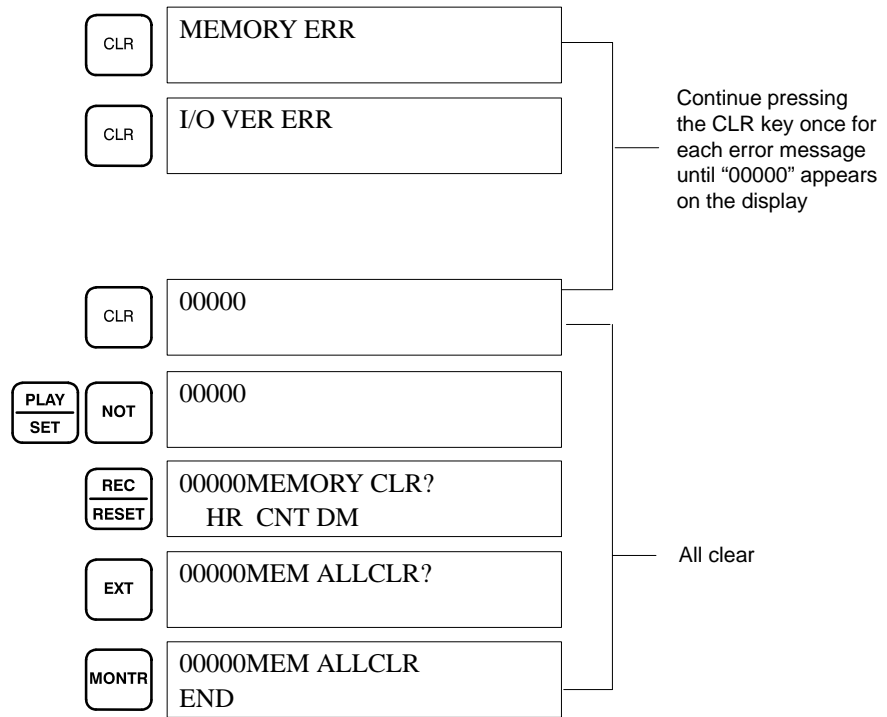 CLR
MEMORY ERR
CLR
I/O VER ERR
Continue pressing
the CLR key once for
each error message
until “00000” appears
on the display
CLR
00000
PLAY
SET
NOT
00000
REC
RESET
00000MEMORY CLR?
HR CNT DM
EXT
00000MEM ALLCLR?
All clear
MONTR
00000MEM ALLCLR
END